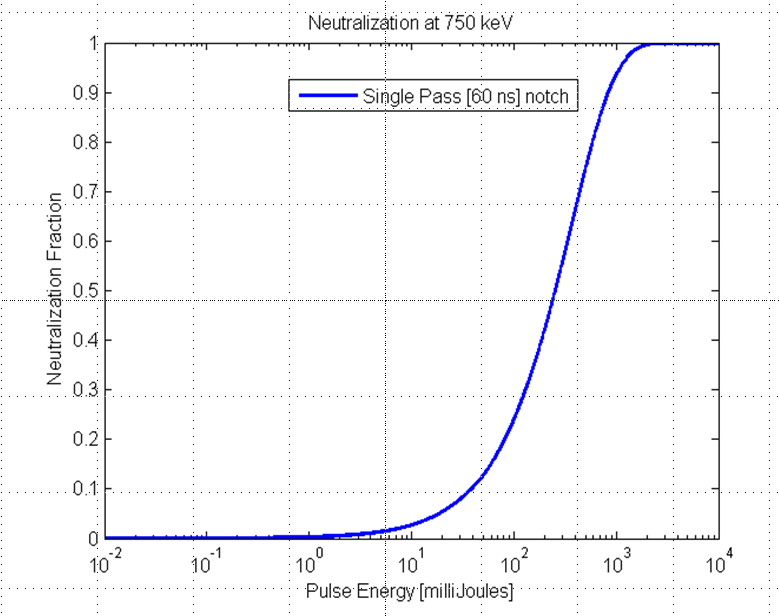 Neutralization at 750 keV
1
0.9
Single Pass [60 ns] notch
0.8
0.7
0.6
0.5
0.4
0.3
0.2
0.1
0
Neutralization Fraction
10^-2 10^-1 10^0 10^1 10^2 10^3 10^4
Pulse Energy [milliJoules]